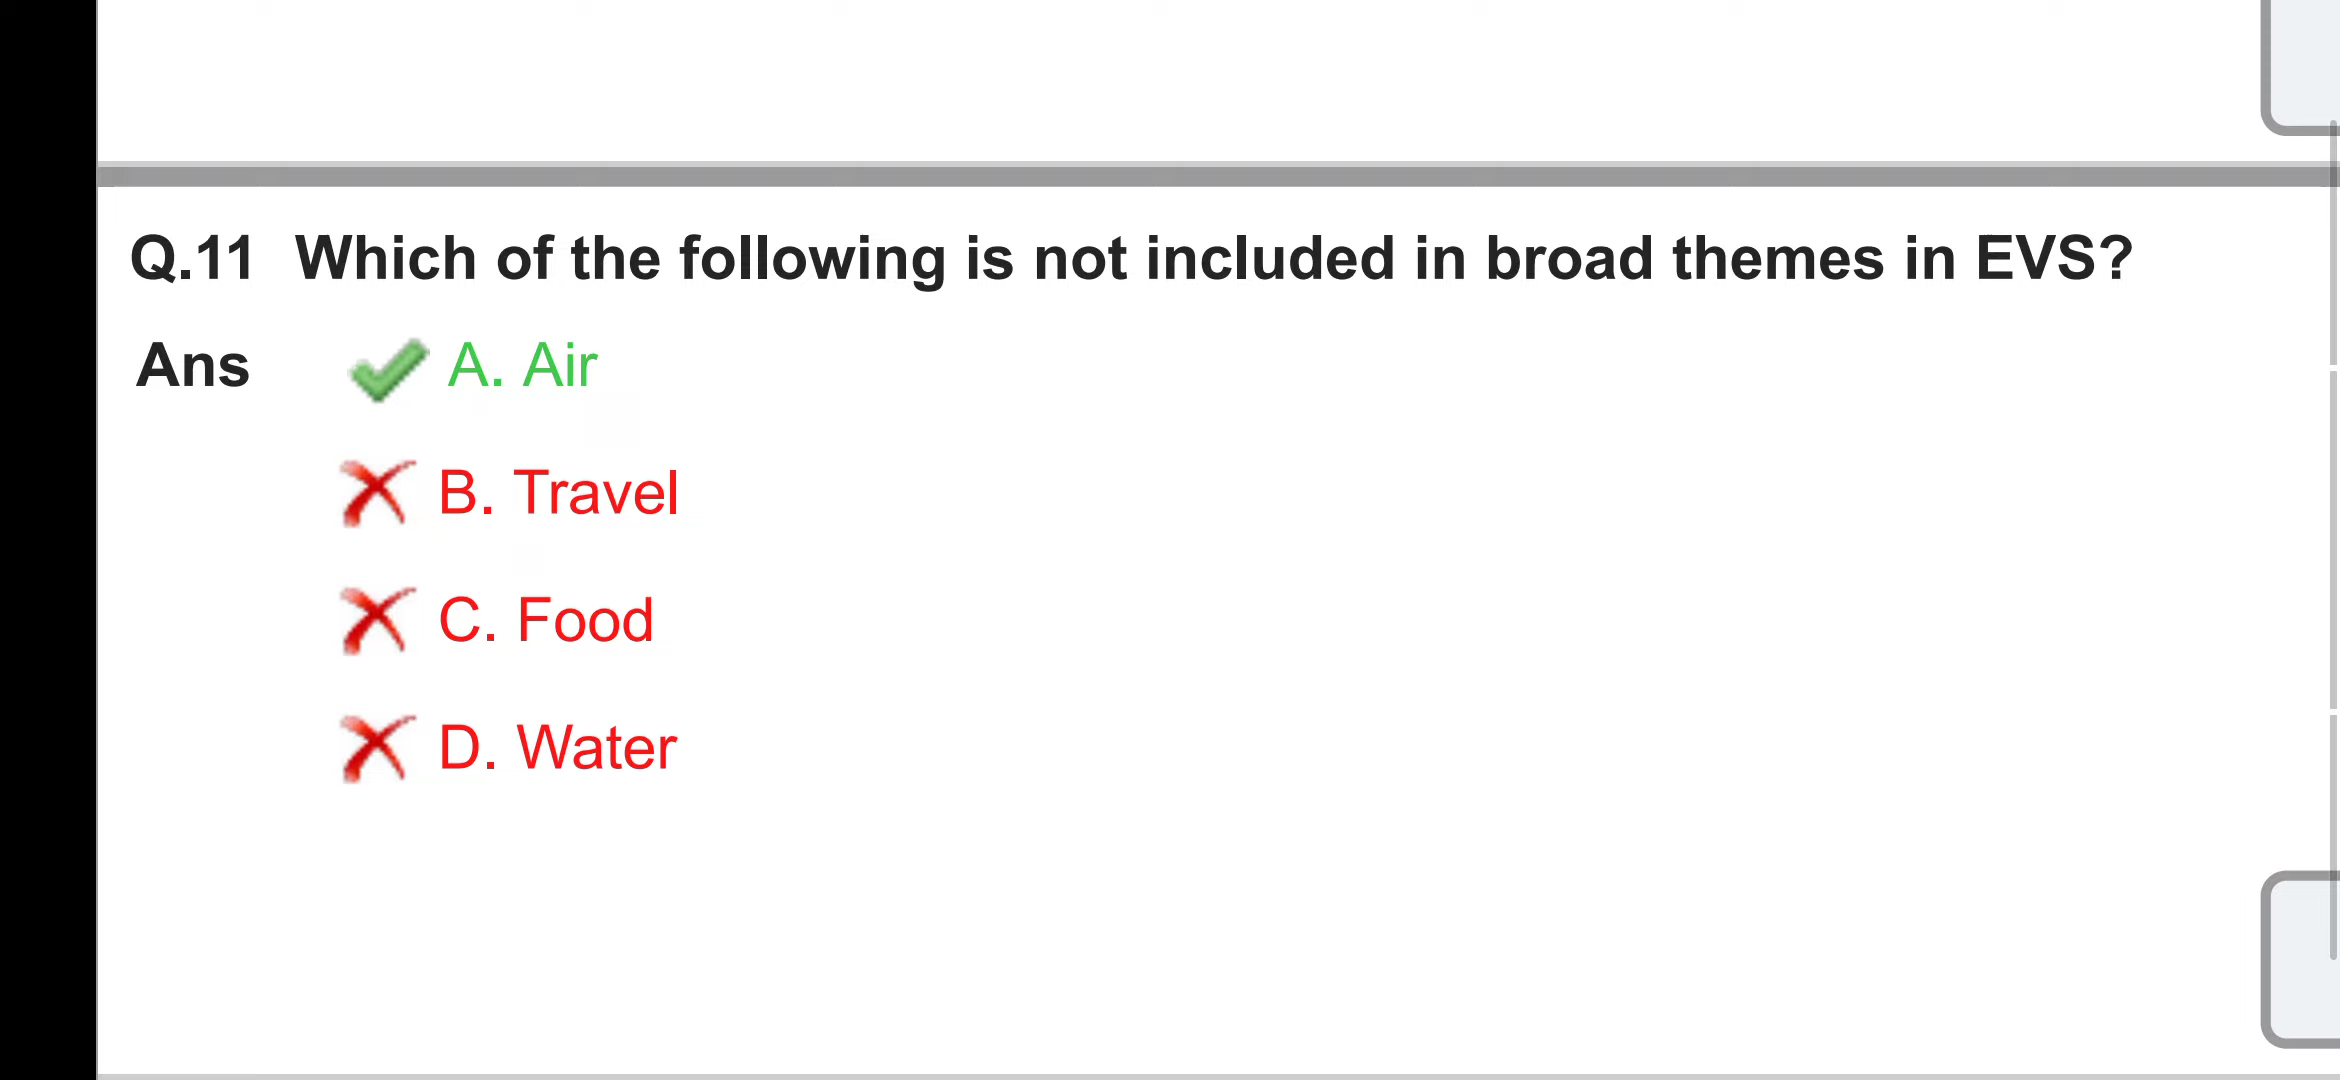 Q.11 Which of the following is not included in broad themes in EVS?
Ans A. Air
B. Travel
C. Food
D. Water